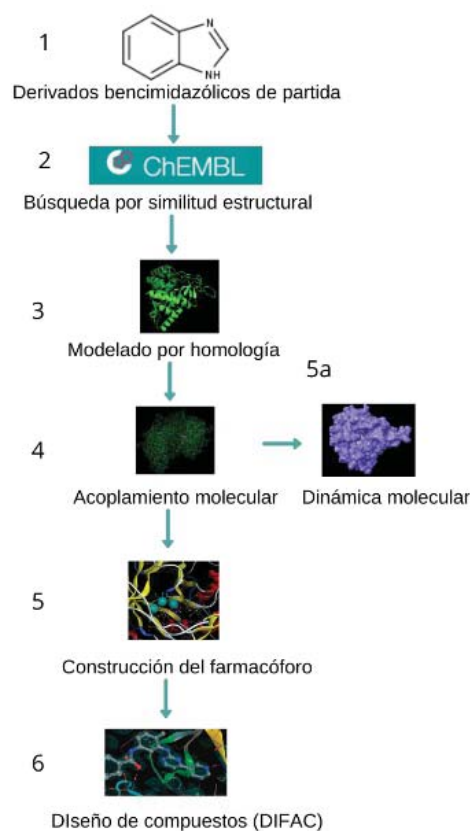 1
N
NH
Derivados bencimidazólicos de partida
2
ChEMBL
Búsqueda por similitud estructural
3
Modelado por homología
5a
4
Acoplamiento molecular
Dinámica molecular
5
Construcción del farmacóforo
6
DIseño de compuestos (DIFAC)